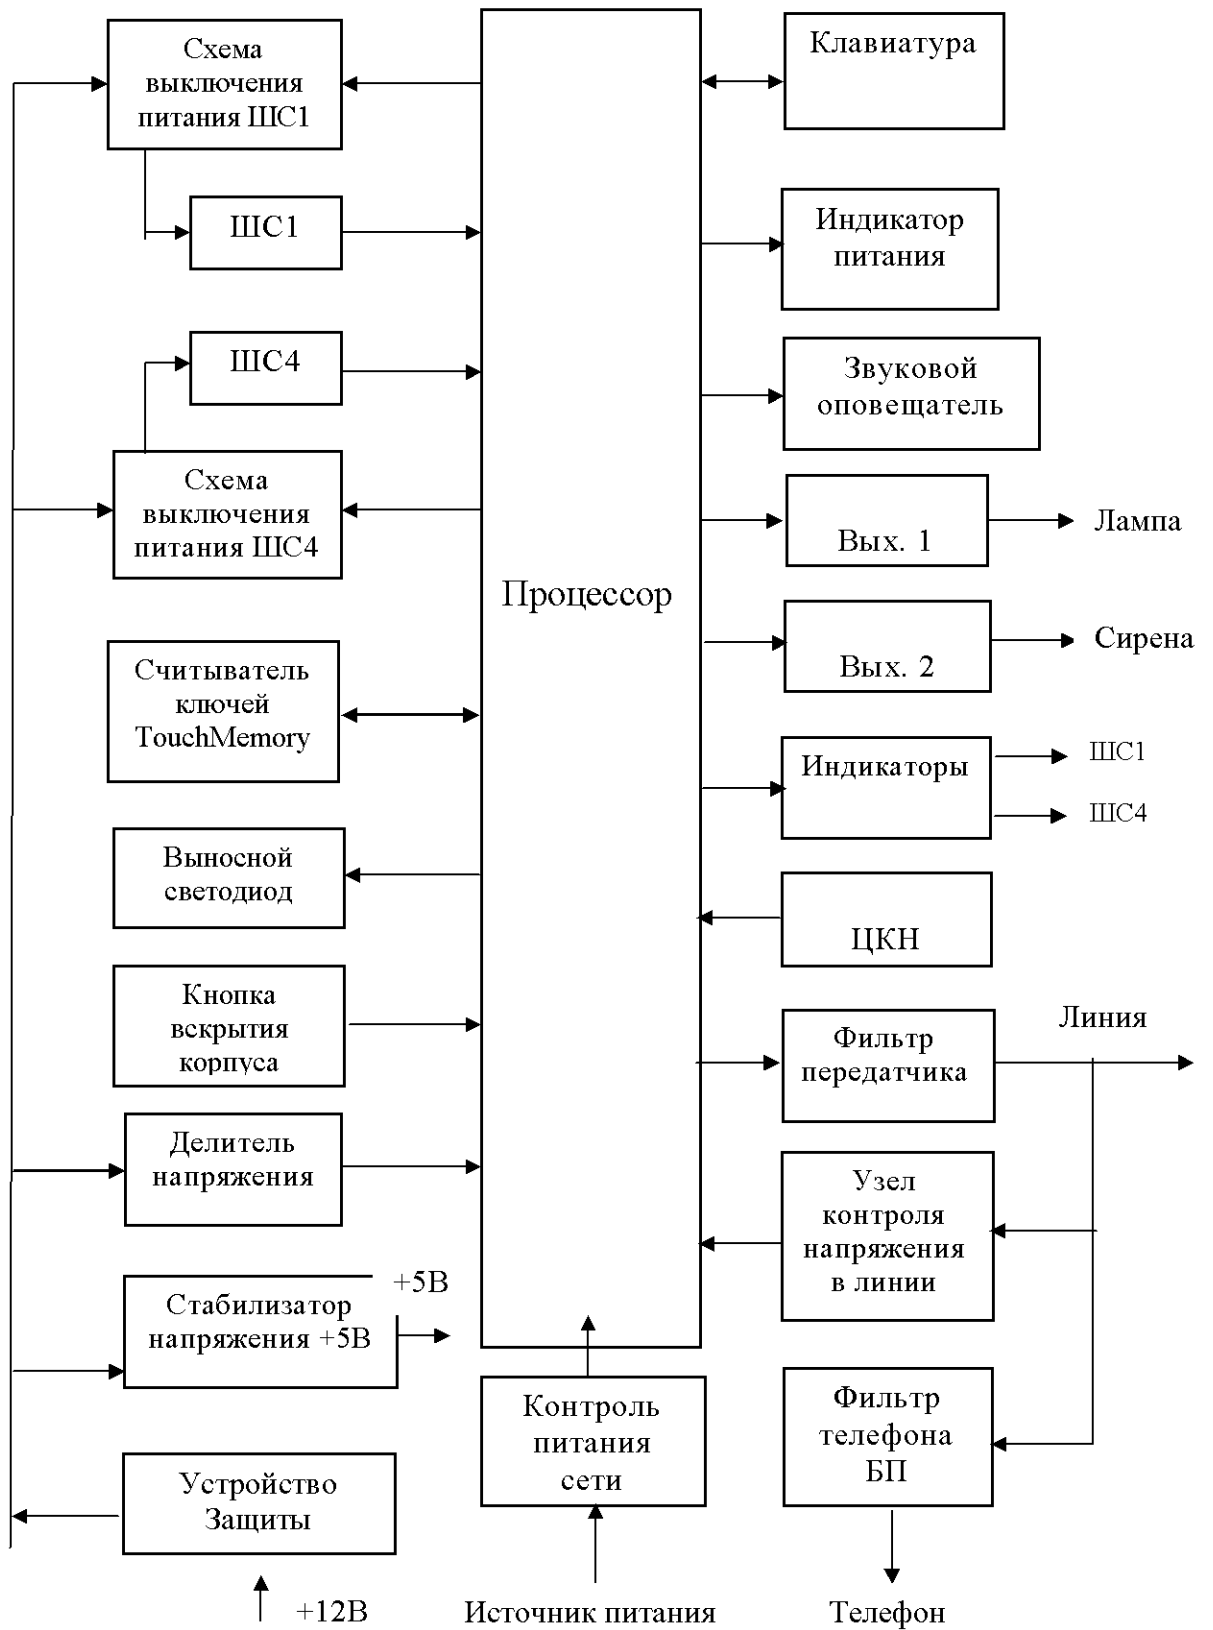 Схема
выключения
питания ШС1
ШС1
ШС4
Схема
выключения
питания ШС4
Считыватель
ключей
TouchMemory
Выносной
светодиод
Кнопка
вскрытия
корпуса
Делитель
напряжения
+5В
Стабилизатор
напряжения +5В
Устройство
Защиты
+12В
Процессор
Контроль
питания
сети
Источник питания
Клавиатура
Индикатор
питания
Звуковой
оповещатель
Вых. 1
Лампа
Вых. 2
Сирена
Индикаторы
ШС1
ШС4
ЦКН
Линия
Фильтр
передатчика
Узел
контроля
напряжения
в линии
Фильтр
телефона
БП
Телефон